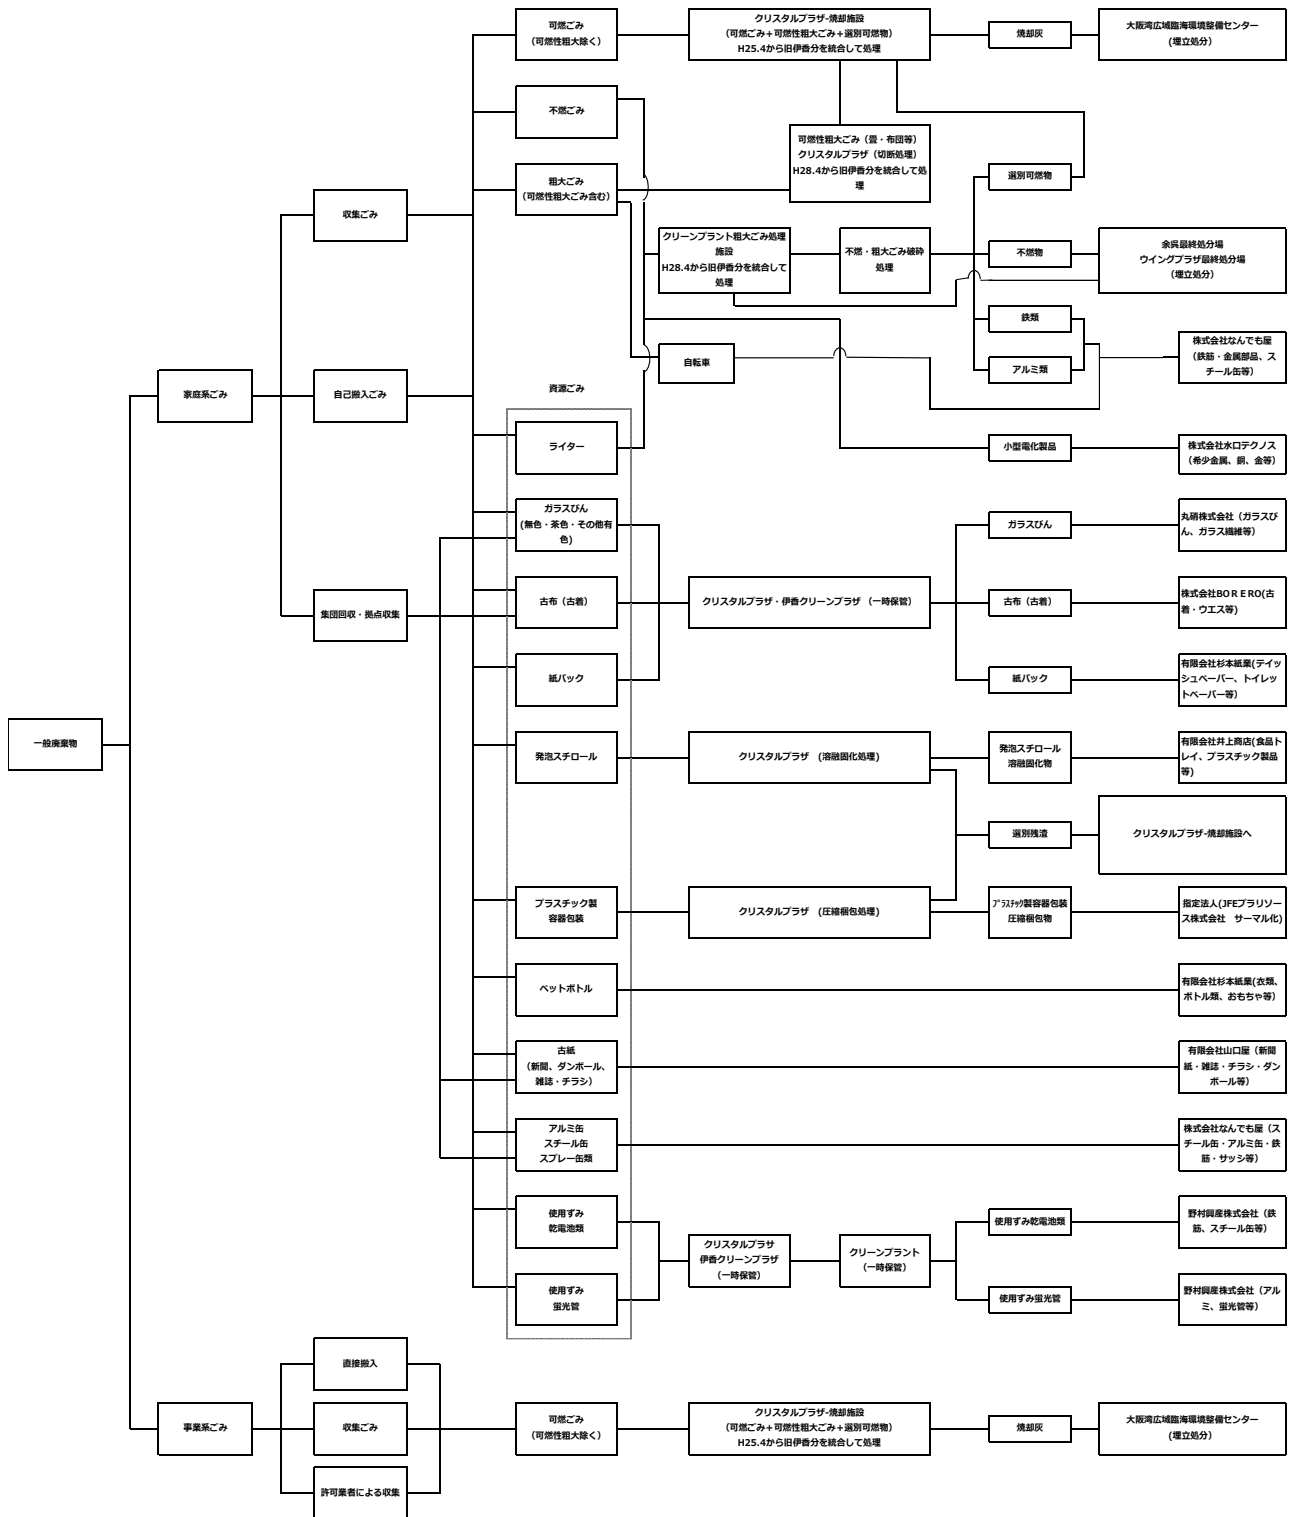 可燃ごみ
(可燃性粗大除く)
クリスタルプラザ-焼却施設
(可燃ごみ+可燃性粗大ごみ+選別可燃物)
H25.4から旧伊香分を統合して処理
焼却灰
大阪湾広域臨海環境整備センター
(埋立処分)
不燃ごみ
可燃性粗大ごみ（畳・布団等）
クリスタルプラザ（切断処理）
H28.4から旧伊香分を統合して処
理
粗大ごみ
（可燃性粗大ごみ含む）
選別可燃物
収集ごみ
クリーンプラント粗大ごみ処理
施設
H28.4から旧伊香分を統合して
処理
不燃・粗大ごみ破砕
処理
不燃物
余呉最終処分場
ウイングプラザ最終処分場
（埋立処分）
鉄類
自転車
アルミ類
株式会社なんでも屋
（鉄筋・金属部品、ス
チール缶等）
家庭系ごみ
自己搬入ごみ
資源ごみ
ライター
小型電化製品
株式会社水口テクノス
（希少金属、銅、金等）
ガラスびん
(無色・茶色・その他有
色)
ガラスびん
丸硝株式会社（ガラスび
ん、ガラス繊維等）
集団回収・拠点収集
古布（古着）
クリスタルプラザ・伊香クリーンプラザ （一時保管）
古布（古着）
株式会社BORERO(古
着・ウエス等)
紙パック
紙パック
有限会社杉本紙業(テイッ
シュペーパー、トイレッ
トペーパー等）
一般廃棄物
発泡スチロール
クリスタルプラザ　(溶融固化処理)
発泡スチロール
溶融固化物
有限会社井上商店(食品ト
レイ、プラスチック製品
等)
選別残渣
クリスタルプラザ-焼却施設へ
プラスチック製
容器包装
クリスタルプラザ　(圧縮梱包処理)
ﾌﾟﾗｽﾁｯｸ製容器包装
圧縮梱包物
指定法人(JFEプラリソー
ス株式会社　サーマル化)
ペットボトル
有限会社杉本紙業(衣類、
ボトル類、おもちゃ等）
古紙
（新聞、ダンボール、
雑誌・チラシ）
有限会社山口屋（新聞
紙・雑誌・チラシ・ダン
ボール等）
アルミ缶
スチール缶
スプレー缶類
株式会社なんでも屋（ス
チール缶・アルミ缶・鉄
筋・サッシ等）
使用ずみ
乾電池類
使用ずみ乾電池類
野村興産株式会社（鉄
筋、スチール缶等）
クリスタルプラサ
伊香クリーンプラザ
（一時保管）
クリーンプラント
（一時保管）
使用ずみ
蛍光管
使用ずみ蛍光管
野村興産株式会社（アル
ミ、蛍光管等）
直接搬入
事業系ごみ
収集ごみ
可燃ごみ
(可燃性粗大除く)
クリスタルプラザ-焼却施設
(可燃ごみ+可燃性粗大ごみ+選別可燃物)
H25.4から旧伊香分を統合して処理
焼却灰
大阪湾広域臨海環境整備センター
(埋立処分）
許可業者による収集